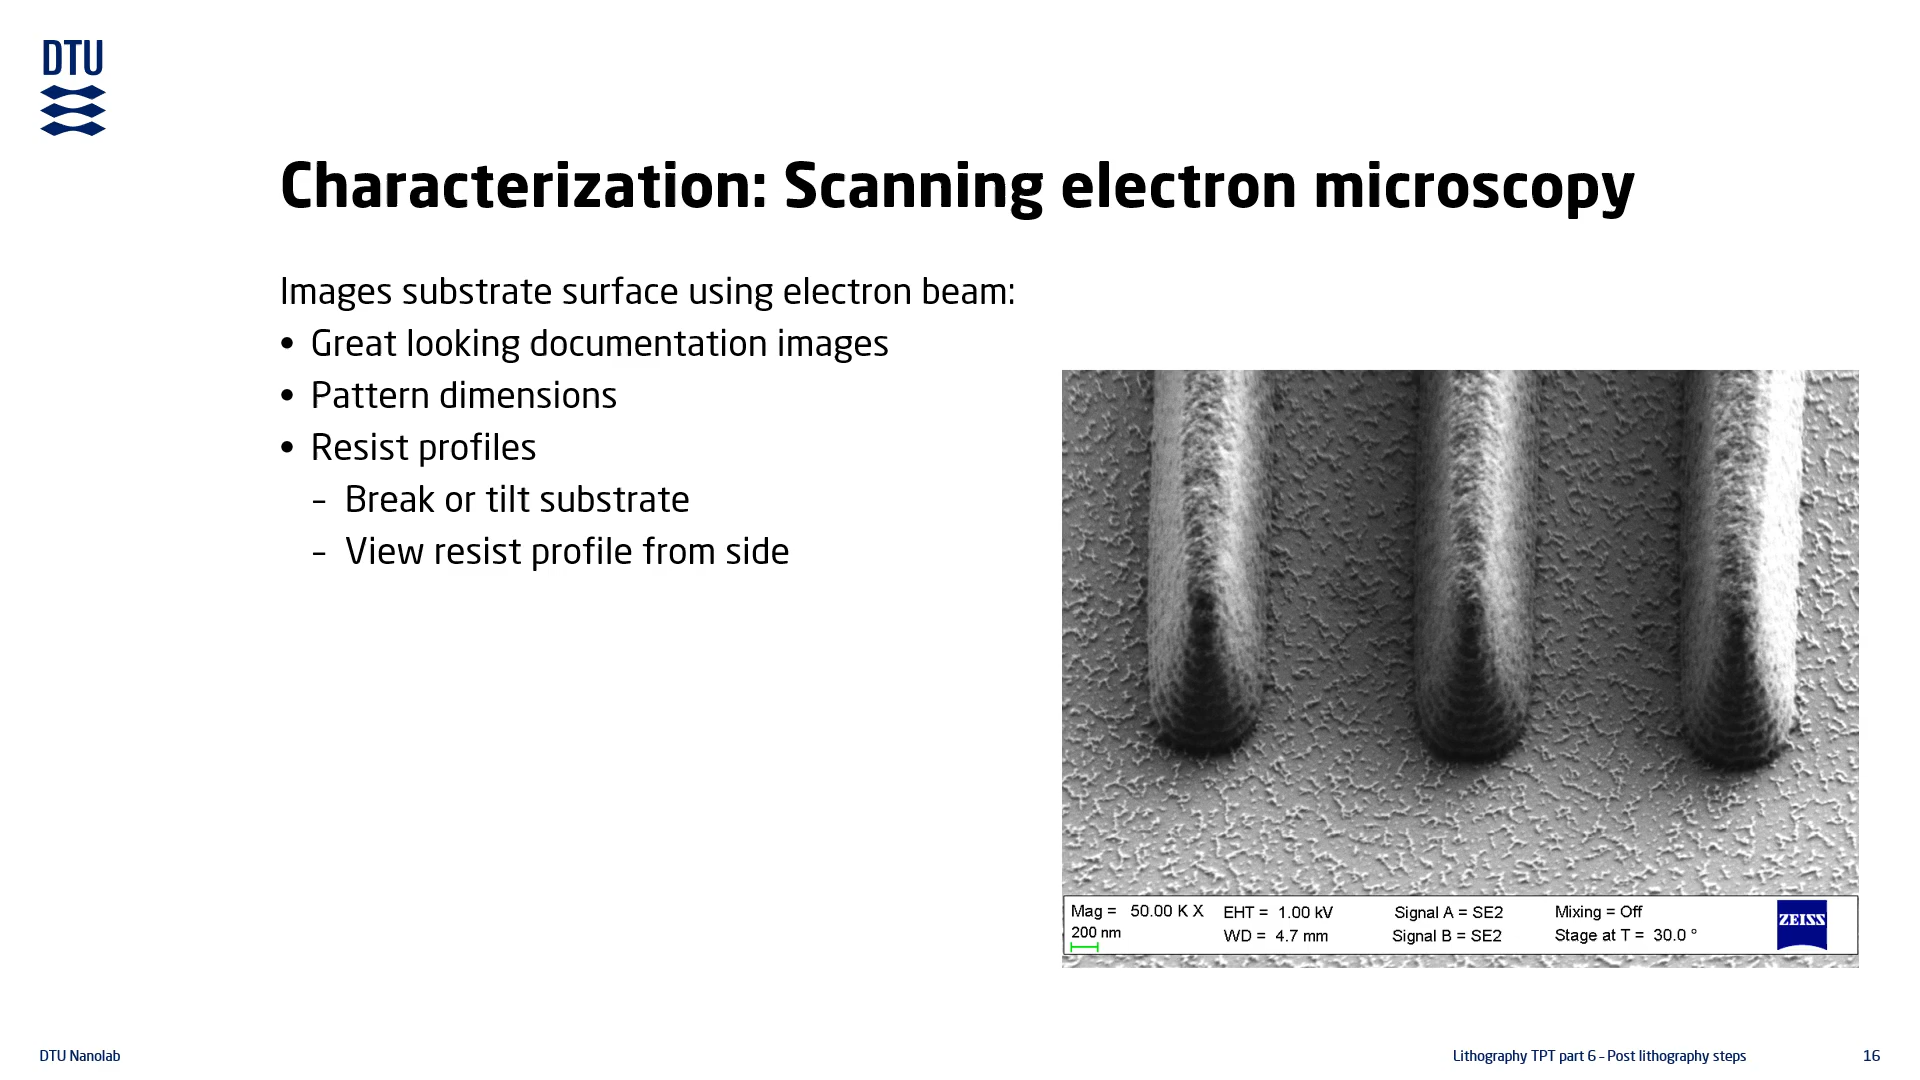 DTU
Characterization: Scanning electron microscopy
Images substrate surface using electron beam:
• Great looking documentation images
• Pattern dimensions
• Resist profiles
– Break or tilt substrate
– View resist profile from side
Mag = 50.00 K X EHT = 1.00 kV Signal A = SE2 Mixing = Off
200 nm WD = 4.7 mm Signal B = SE2 Stage at T = 30.0 °
ZEISS
DTU Nanolab Lithography TPT part 6 – Post lithography steps 16